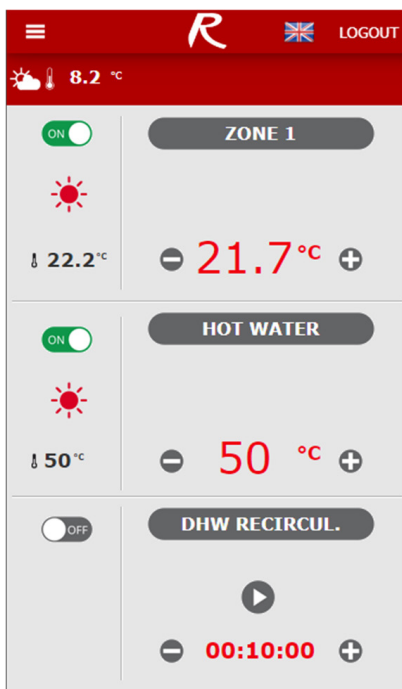 R
LOGOUT
8.2 °C
ON
ZONE 1
22.2°C
21.7°C
ON
HOT WATER
50°C
50 °C
OFF
DHW RECIRCUL.
00:10:00